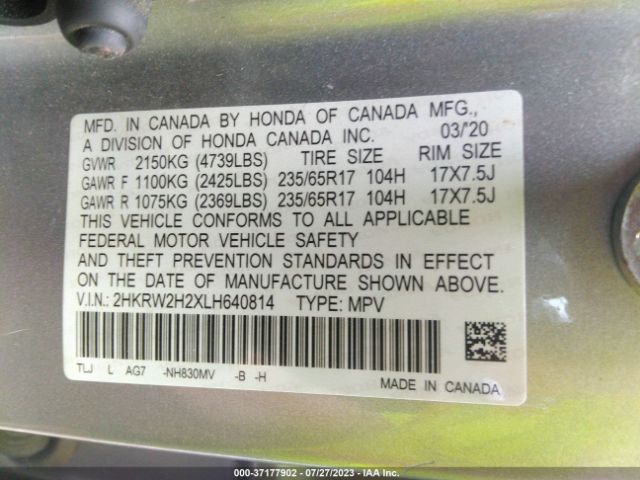 MFD. IN CANADA BY HONDA OF CANADA MFG.,
A DIVISION OF HONDA CANADA INC. 03/'20
GVWR 2150KG (4739LBS) TIRE SIZE RIM SIZE
GAWR F 1100KG (2425LBS) 235/65R17 104H 17X7.5J
GAWR R 1075KG (2369LBS) 235/65R17 104H 17X7.5J
THIS VEHICLE CONFORMS TO ALL APPLICABLE
FEDERAL MOTOR VEHICLE SAFETY
AND THEFT PREVENTION STANDARDS IN EFFECT
ON THE DATE OF MANUFACTURE SHOWN ABOVE.
V.I.N.: 2HKRW2H2XLH640814 TYPE: MPV
TLJ L AG7 -NH830MV -B -H
MADE IN CANADA
000-37177902 / 07/27/2023 / IAA Inc.